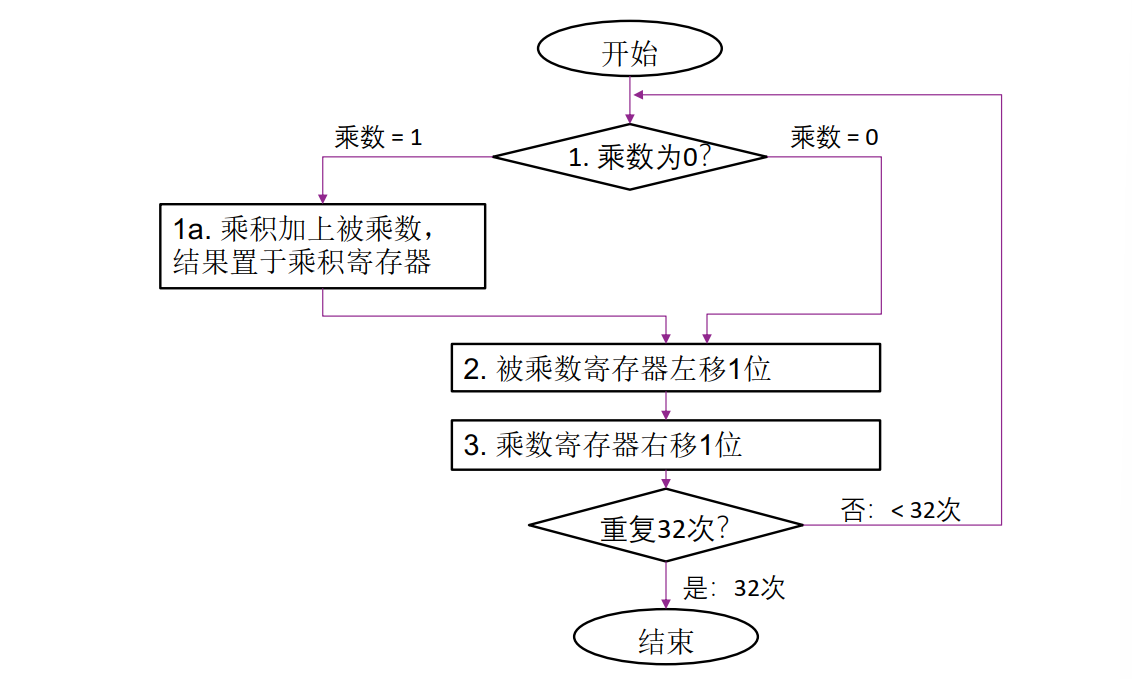 开始
乘数 = 1
乘数 = 0
1. 乘数为0？
1a. 乘积加上被乘数，
结果置于乘积寄存器
2. 被乘数寄存器左移1位
3. 乘数寄存器右移1位
重复32次？
否：< 32次
是：32次
结束